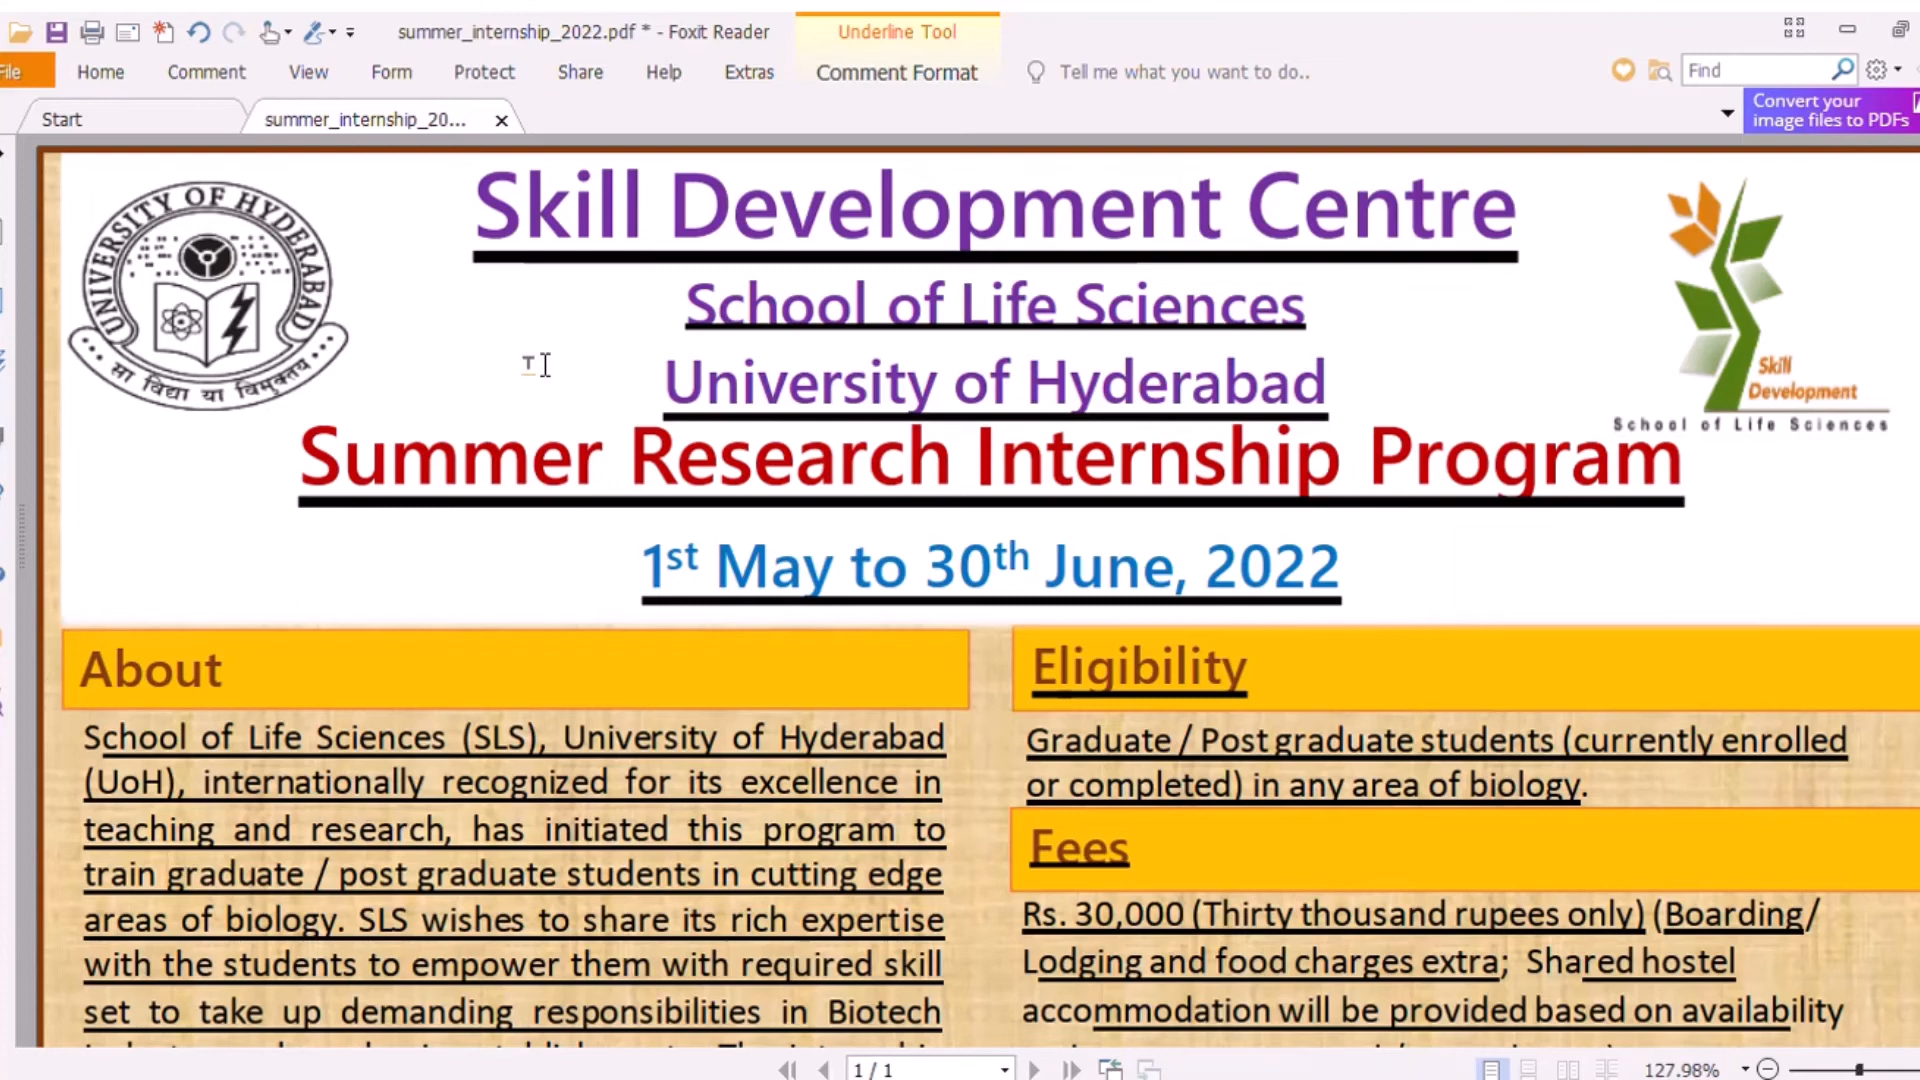 summer_internship_2022.pdf * - Foxit Reader
Underline Tool
File
Home
Comment
View
Form
Protect
Share
Help
Extras
Comment Format
Tell me what you want to do..
Find
Start
summer_internship_20...
Convert your
image files to PDFs
UNIVERSITY OF HYDERABAD
सा विद्या या विमुक्तये
Skill Development Centre
School of Life Sciences
University of Hyderabad
Skill
Development
School of Life Sciences
Summer Research Internship Program
1st May to 30th June, 2022
About
School of Life Sciences (SLS), University of Hyderabad
(UoH), internationally recognized for its excellence in
teaching and research, has initiated this program to
train graduate / post graduate students in cutting edge
areas of biology. SLS wishes to share its rich expertise
with the students to empower them with required skill
set to take up demanding responsibilities in Biotech
Eligibility
Graduate / Post graduate students (currently enrolled
or completed) in any area of biology.
Fees
Rs. 30,000 (Thirty thousand rupees only) (Boarding/
Lodging and food charges extra; Shared hostel
accommodation will be provided based on availability
1 / 1
127.98%